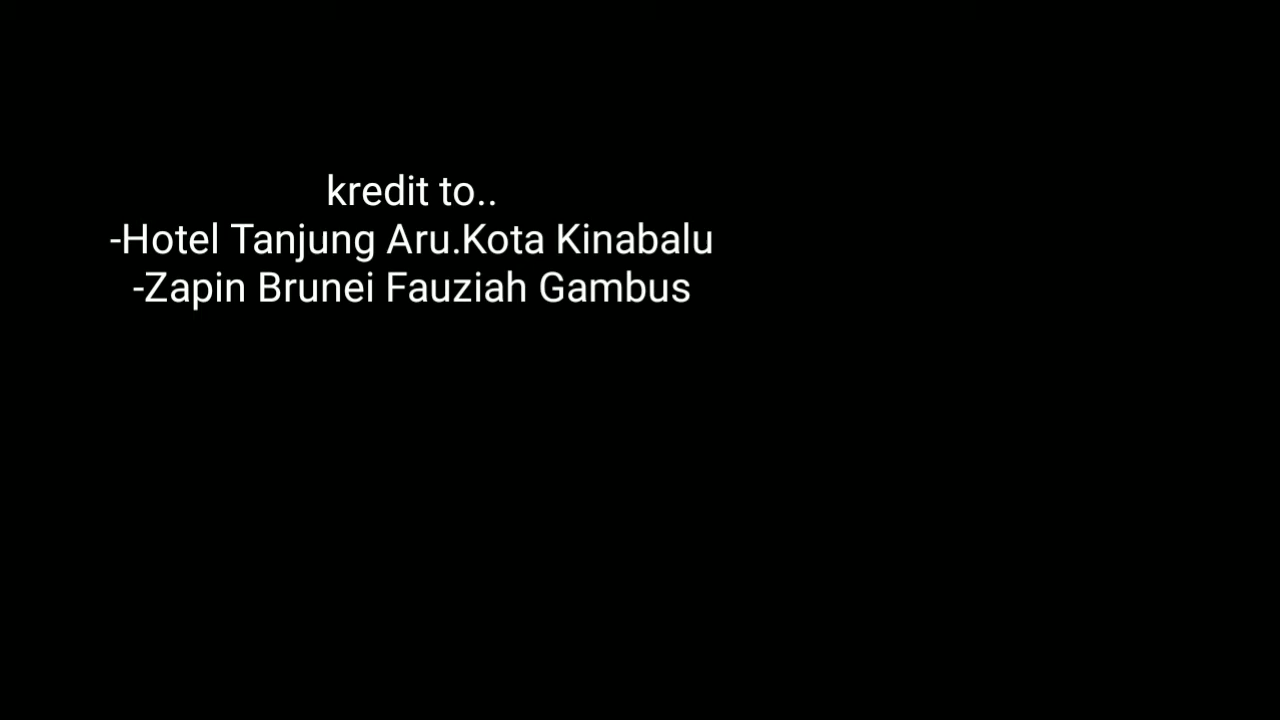 kredit to..
-Hotel Tanjung Aru.Kota Kinabalu
-Zapin Brunei Fauziah Gambus